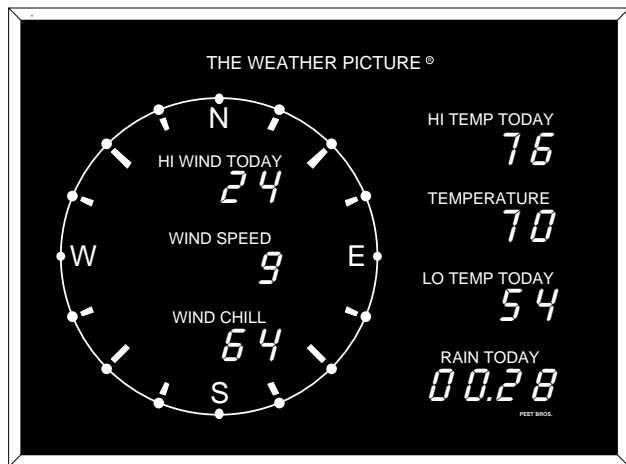 THE WEATHER PICTURE ®
N
HI WIND TODAY
24
WIND SPEED
9
W
E
WIND CHILL
64
S
HI TEMP TODAY
76
TEMPERATURE
70
LO TEMP TODAY
54
RAIN TODAY
00.28
PEET BROS.